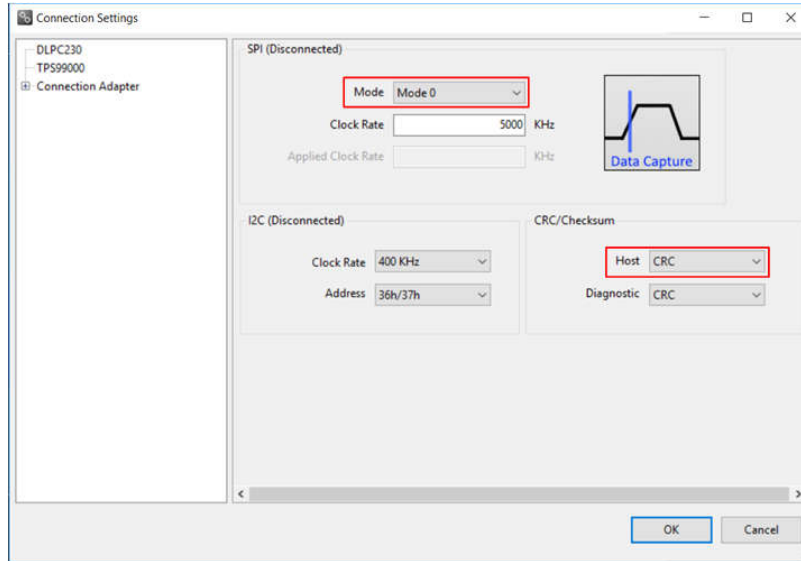 Connection Settings
DLPC230
TPS99000
Connection Adapter
SPI (Disconnected)
Mode Mode 0
Clock Rate 5000 KHz
Applied Clock Rate KHz
Data Capture
I2C (Disconnected)
Clock Rate 400 KHz
Address 36h/37h
CRC/Checksum
Host CRC
Diagnostic CRC
OK Cancel